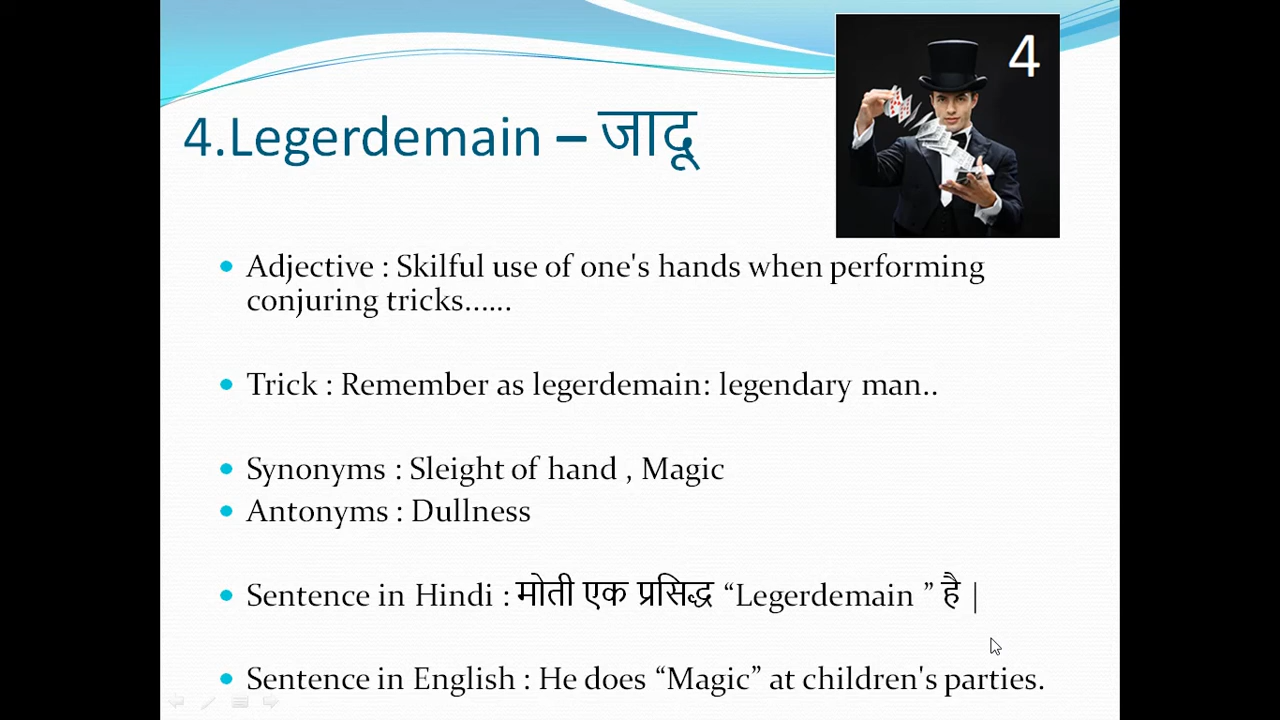 4
4.Legerdemain – जादू
Adjective : Skilful use of one's hands when performing
conjuring tricks......
Trick : Remember as legerdemain: legendary man..
Synonyms : Sleight of hand , Magic
Antonyms : Dullness
Sentence in Hindi : मोती एक प्रसिद्ध “Legerdemain ” है |
Sentence in English : He does “Magic” at children's parties.